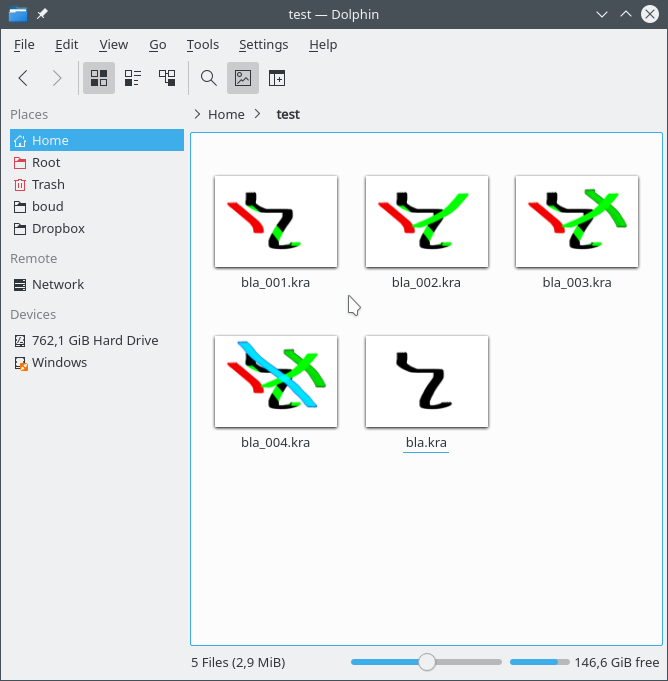 test — Dolphin
File Edit View Go Tools Settings Help
Places
Home
Root
Trash
boud
Dropbox
Remote
Network
Devices
762,1 GiB Hard Drive
Windows
Home test
bla_001.kra bla_002.kra bla_003.kra
bla_004.kra bla.kra
5 Files (2,9 MiB) 146,6 GiB free